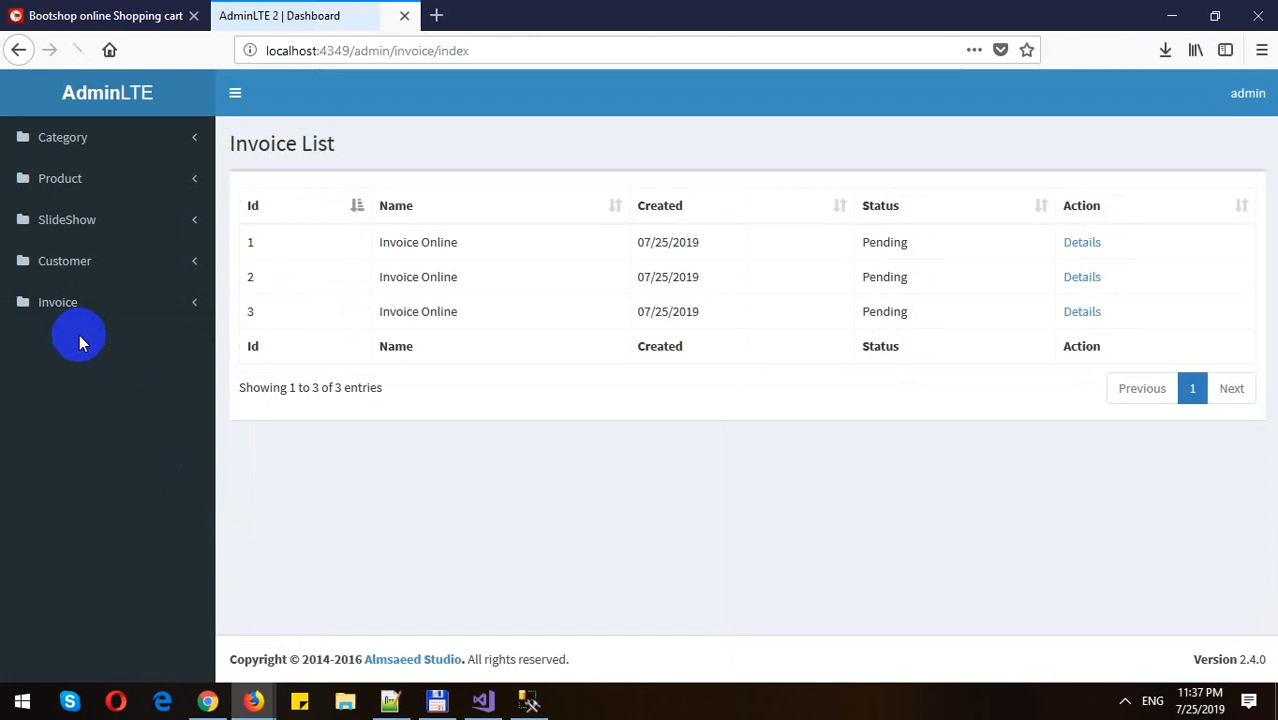 Bootshop online Shopping cart
AdminLTE 2 | Dashboard
localhost:4349/admin/invoice/index
AdminLTE
admin
Category
Product
SlideShow
Customer
Invoice
Invoice List
Id Name Created Status Action
1 Invoice Online 07/25/2019 Pending Details
2 Invoice Online 07/25/2019 Pending Details
3 Invoice Online 07/25/2019 Pending Details
Id Name Created Status Action
Showing 1 to 3 of 3 entries
Previous 1 Next
Copyright © 2014-2016 Almsaeed Studio. All rights reserved.
Version 2.4.0
ENG
11:37 PM
7/25/2019